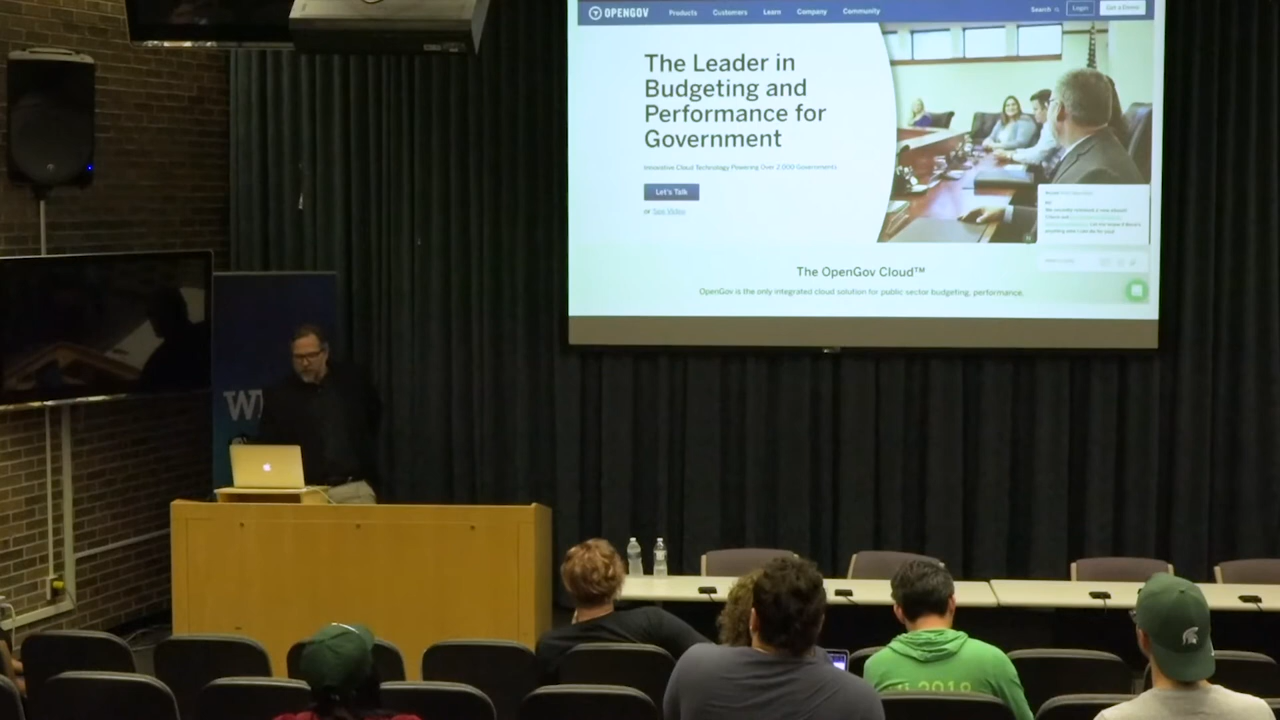 OPENGOV
Products Customers Learn Company Community
Search Login Get a Demo
The Leader in
Budgeting and
Performance for
Government
Innovative Cloud Technology Powering Over 2,000 Governments
Let's Talk
or
The OpenGov Cloud™
OpenGov is the only integrated cloud solution for public sector budgeting, performance,
2018